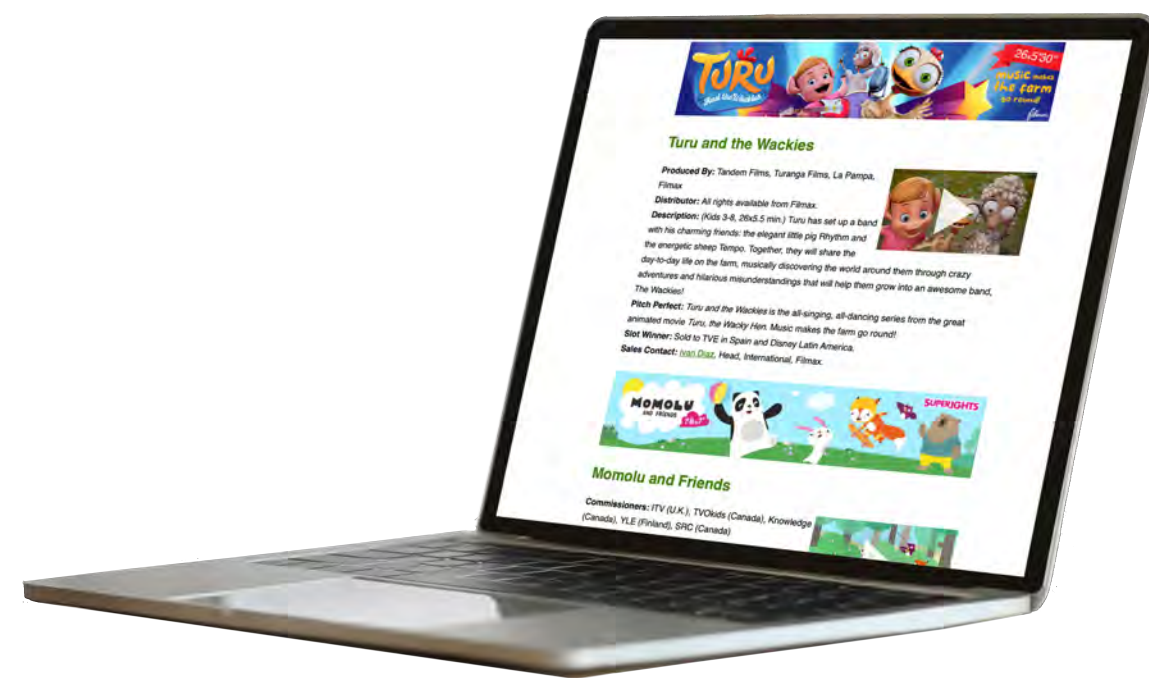 TURU
And the Wackies
26x5'30"
music makes
the farm
go round!
filmax
Turu and the Wackies
Produced By: Tandem Films, Turanga Films, La Pampa,
Filmax
Distributor: All rights available from Filmax.
Description: (Kids 3-8, 26x5.5 min.) Turu has set up a band
with his charming friends: the elegant little pig Rhythm and
the energetic sheep Tempo. Together, they will share the
day-to-day life on the farm, musically discovering the world around them through crazy
adventures and hilarious misunderstandings that will help them grow into an awesome band,
The Wackies!
Pitch Perfect: Turu and the Wackies is the all-singing, all-dancing series from the great
animated movie Turu, the Wacky Hen. Music makes the farm go round!
Slot Winner: Sold to TVE in Spain and Disney Latin America.
Sales Contact: Ivan Diaz, Head, International, Filmax.
MOMOLU
AND FRIENDS
SUPERIGHTS
Momolu and Friends
Commissioners: ITV (U.K.), TVOkids (Canada), Knowledge
(Canada), YLE (Finland), SRC (Canada)